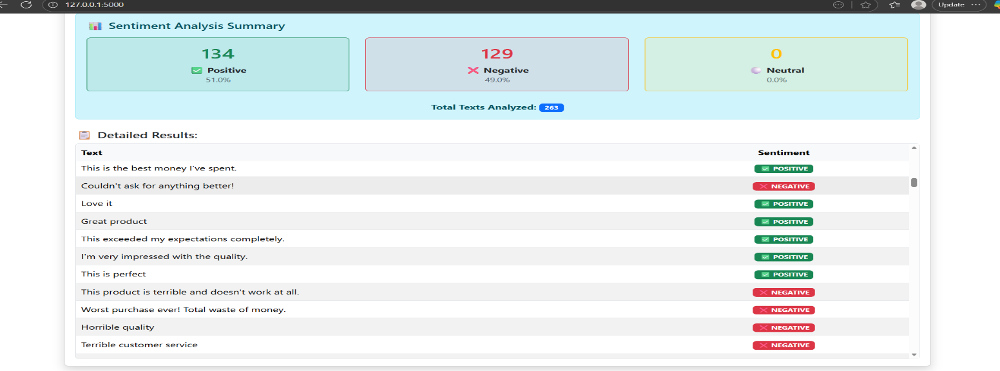 127.0.0.1:5000
Update
Sentiment Analysis Summary
134
Positive
51.0%
129
Negative
49.0%
0
Neutral
0.0%
Total Texts Analyzed: 263
Detailed Results:
Text Sentiment
This is the best money I've spent. POSITIVE
Couldn't ask for anything better! NEGATIVE
Love it POSITIVE
Great product POSITIVE
This exceeded my expectations completely. POSITIVE
I'm very impressed with the quality. POSITIVE
This is perfect POSITIVE
This product is terrible and doesn't work at all. NEGATIVE
Worst purchase ever! Total waste of money. NEGATIVE
Horrible quality NEGATIVE
Terrible customer service NEGATIVE